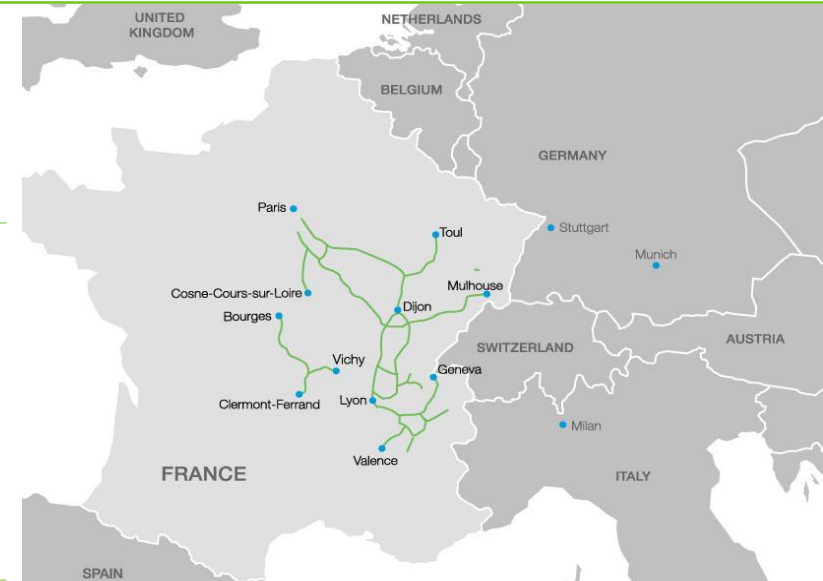 UNITED
KINGDOM
NETHERLANDS
BELGIUM
GERMANY
Paris
Toul
Stuttgart
Munich
Cosne-Cours-sur-Loire
Mulhouse
Bourges
Dijon
SWITZERLAND
AUSTRIA
Vichy
Geneva
Clermont-Ferrand
Lyon
Milan
Valence
FRANCE
ITALY
SPAIN